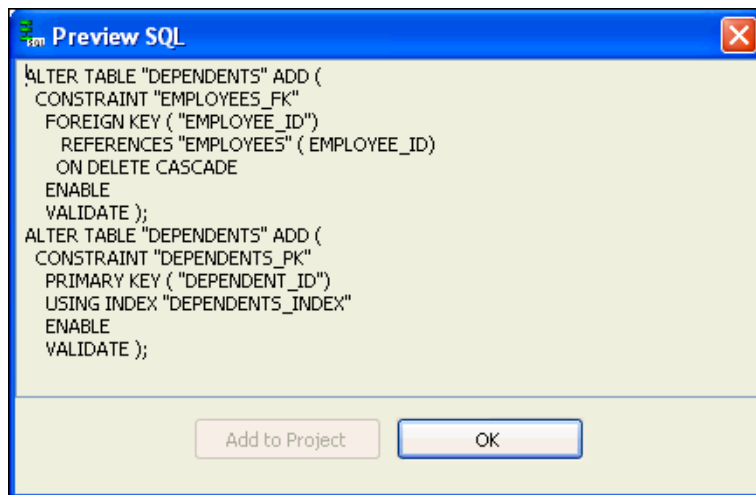 Preview SQL
ALTER TABLE "DEPENDENTS" ADD (
CONSTRAINT "EMPLOYEES_FK"
FOREIGN KEY ( "EMPLOYEE_ID")
REFERENCES "EMPLOYEES" ( EMPLOYEE_ID)
ON DELETE CASCADE
ENABLE
VALIDATE );
ALTER TABLE "DEPENDENTS" ADD (
CONSTRAINT "DEPENDENTS_PK"
PRIMARY KEY ( "DEPENDENT_ID")
USING INDEX "DEPENDENTS_INDEX"
ENABLE
VALIDATE );
Add to Project
OK